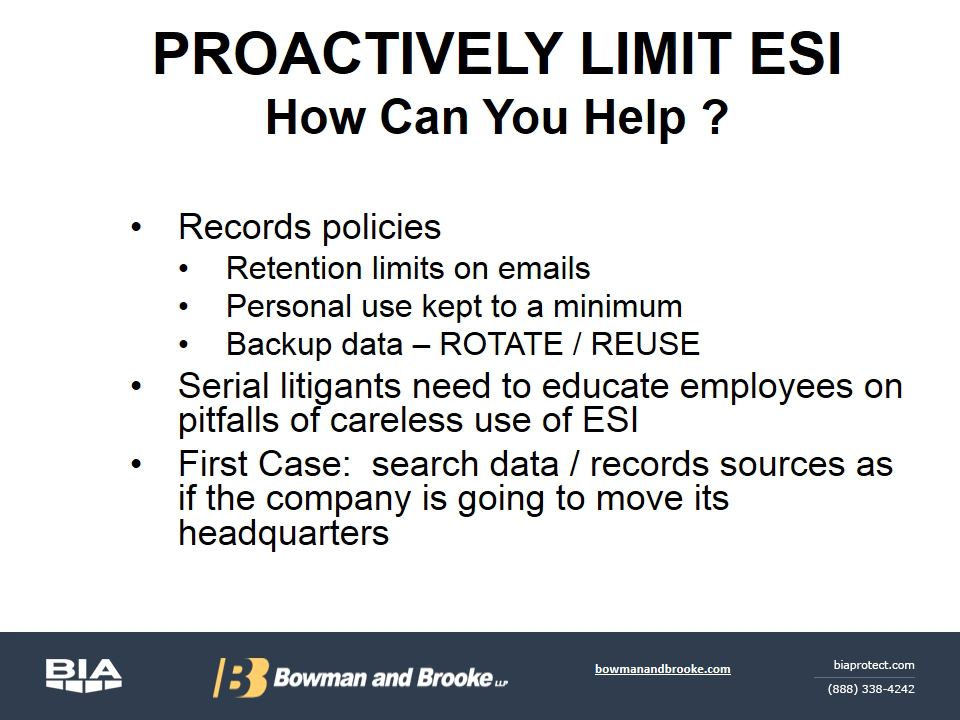 PROACTIVELY LIMIT ESI
How Can You Help ?
• Records policies
• Retention limits on emails
• Personal use kept to a minimum
• Backup data – ROTATE / REUSE
• Serial litigants need to educate employees on
pitfalls of careless use of ESI
• First Case:  search data / records sources as
if the company is going to move its
headquarters
BIA
B Bowman and Brooke LLP
bowmanandbrooke.com
biaprotect.com
(888) 338-4242